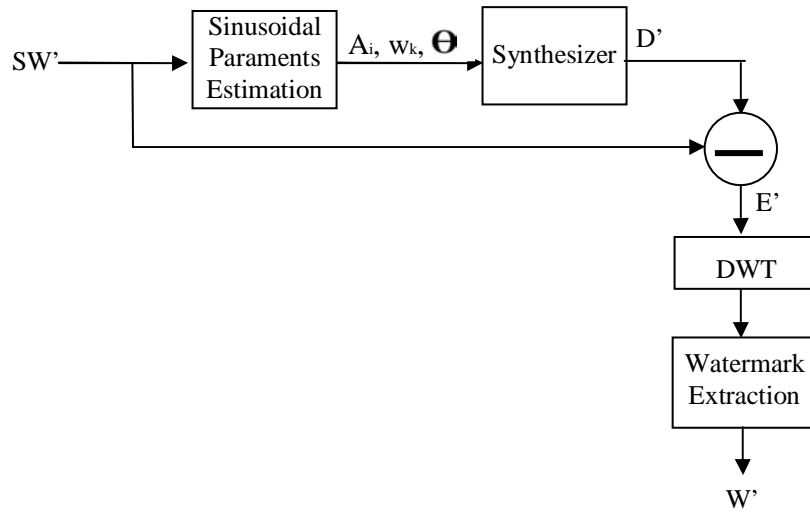 SW’
Sinusoidal
Paraments
Estimation
Ai, wk, Θ
Synthesizer
D’
E’
DWT
Watermark
Extraction
W’